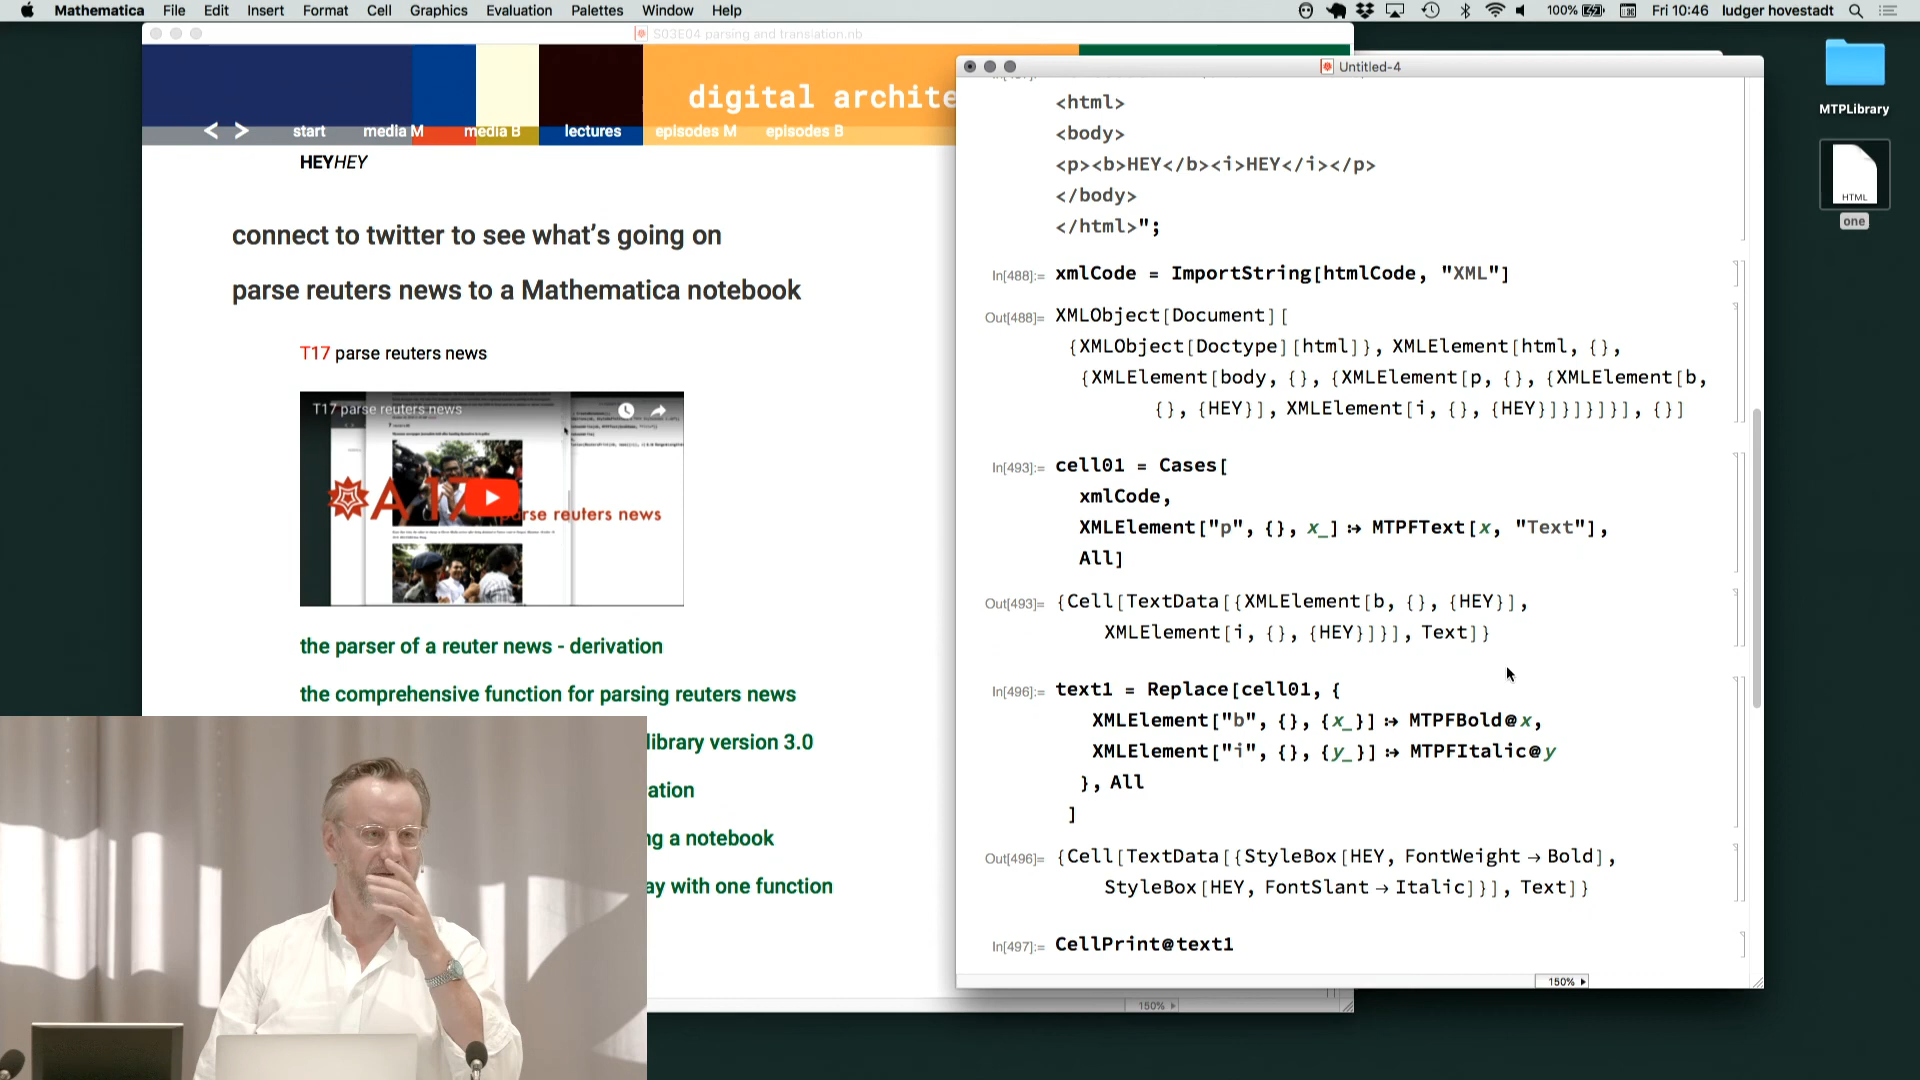 Mathematica File Edit Insert Format Cell Graphics Evaluation Palettes Window Help
100% Fri 10:46 ludger hovestadt
S03E04 parsing and translation.nb
digital archite
< > start media M media B lectures episodes M episodes B
HEYHEY
connect to twitter to see what's going on
parse reuters news to a Mathematica notebook
T17 parse reuters news
T17 parse reuters news
A 17
parse reuters news
the parser of a reuter news - derivation
the comprehensive function for parsing reuters news
library version 3.0
ation
ng a notebook
ay with one function
150%
Untitled-4
<html>
<body>
<p><b>HEY</b><i>HEY</i></p>
</body>
</html>";
In[488]:= xmlCode = ImportString[htmlCode, "XML"]
Out[488]= XMLObject[Document][
{XMLObject[Doctype][html]}, XMLElement[html, {},
{XMLElement[body, {}, {XMLElement[p, {}, {XMLElement[b,
{}, {HEY}], XMLElement[i, {}, {HEY}]}]}]}], {}]
In[493]:= cell01 = Cases[
xmlCode,
XMLElement["p", {}, x_] :> MTPFText[x, "Text"],
All]
Out[493]= {Cell[TextData[{XMLElement[b, {}, {HEY}],
XMLElement[i, {}, {HEY}]}], Text]}
In[496]:= text1 = Replace[cell01, {
XMLElement["b", {}, {x_}] :> MTPFBold@x,
XMLElement["i", {}, {y_}] :> MTPFItalic@y
}, All
]
Out[496]= {Cell[TextData[{StyleBox[HEY, FontWeight → Bold],
StyleBox[HEY, FontSlant → Italic]}], Text]}
In[497]:= CellPrint@text1
150%
MTPLibrary
HTML
one